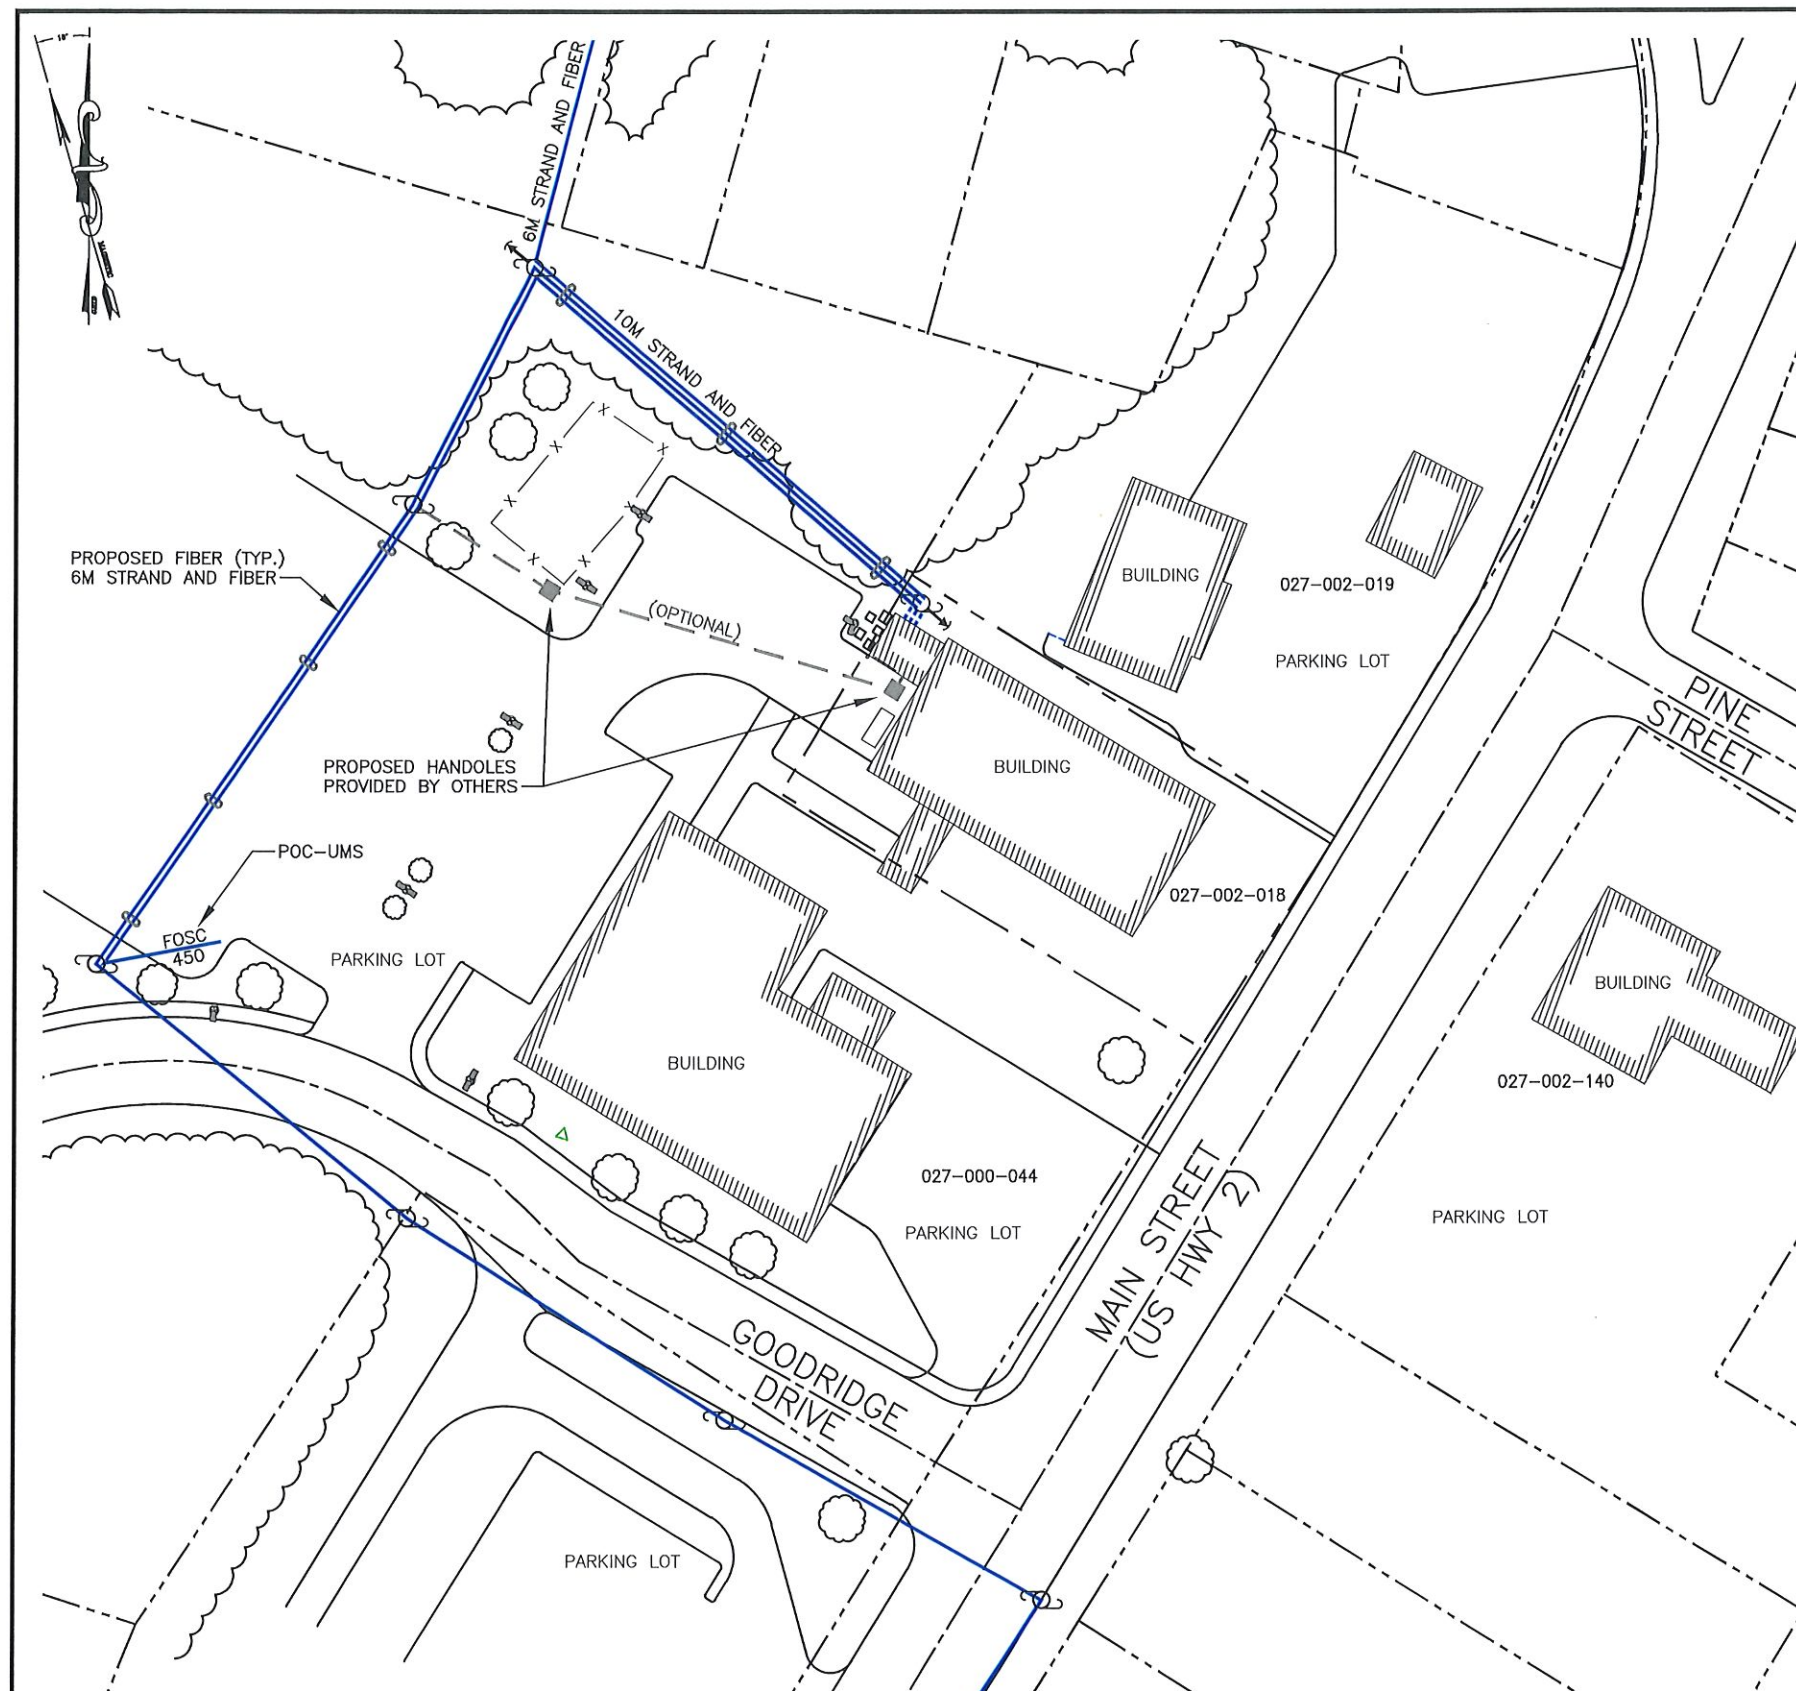 18°
6M STRAND AND FIBER
10M STRAND AND FIBER
PROPOSED FIBER (TYP.)
6M STRAND AND FIBER
(OPTIONAL)
BUILDING
027-002-019
PARKING LOT
PINE
STREET
PROPOSED HANDOLES
PROVIDED BY OTHERS
BUILDING
POC-UMS
027-002-018
FOSC
450
PARKING LOT
BUILDING
BUILDING
027-002-140
027-000-044
PARKING LOT
MAIN STREET
(US HWY 2)
PARKING LOT
GOODRIDGE
DRIVE
PARKING LOT
X
X
X
X
X
X
X